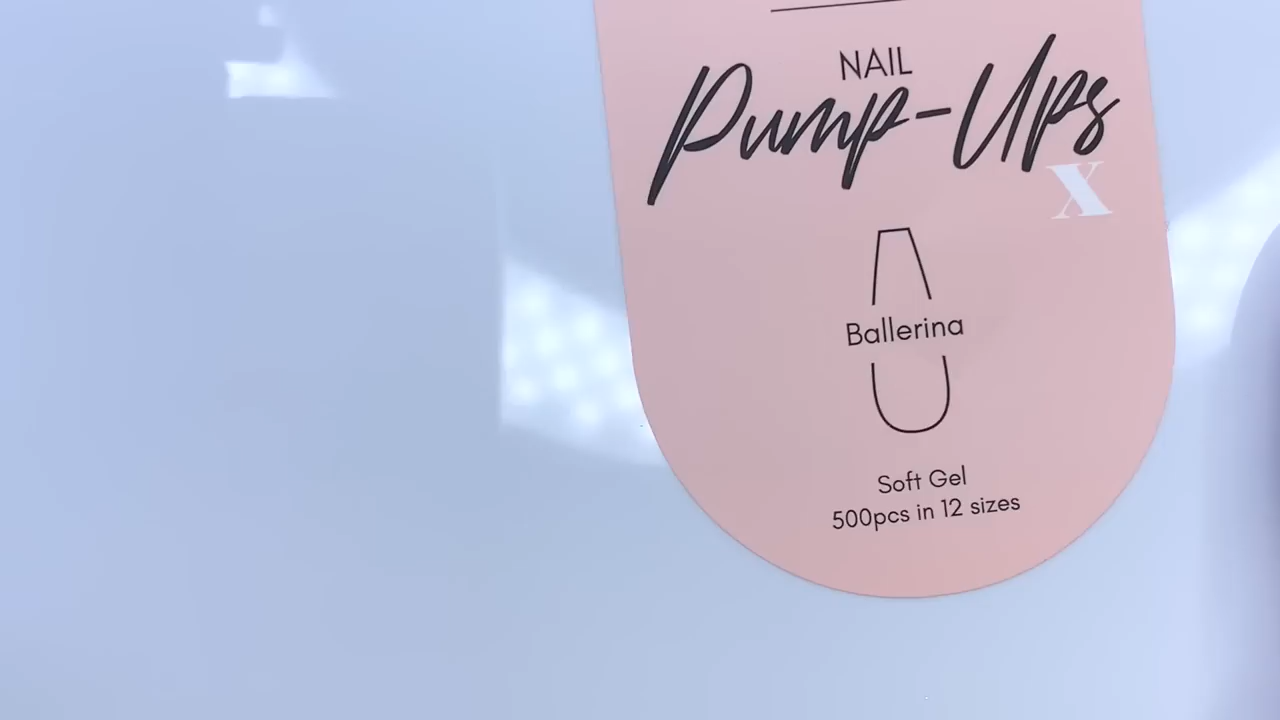 NAIL
Pump-Ups
X
Ballerina
Soft Gel
500pcs in 12 sizes